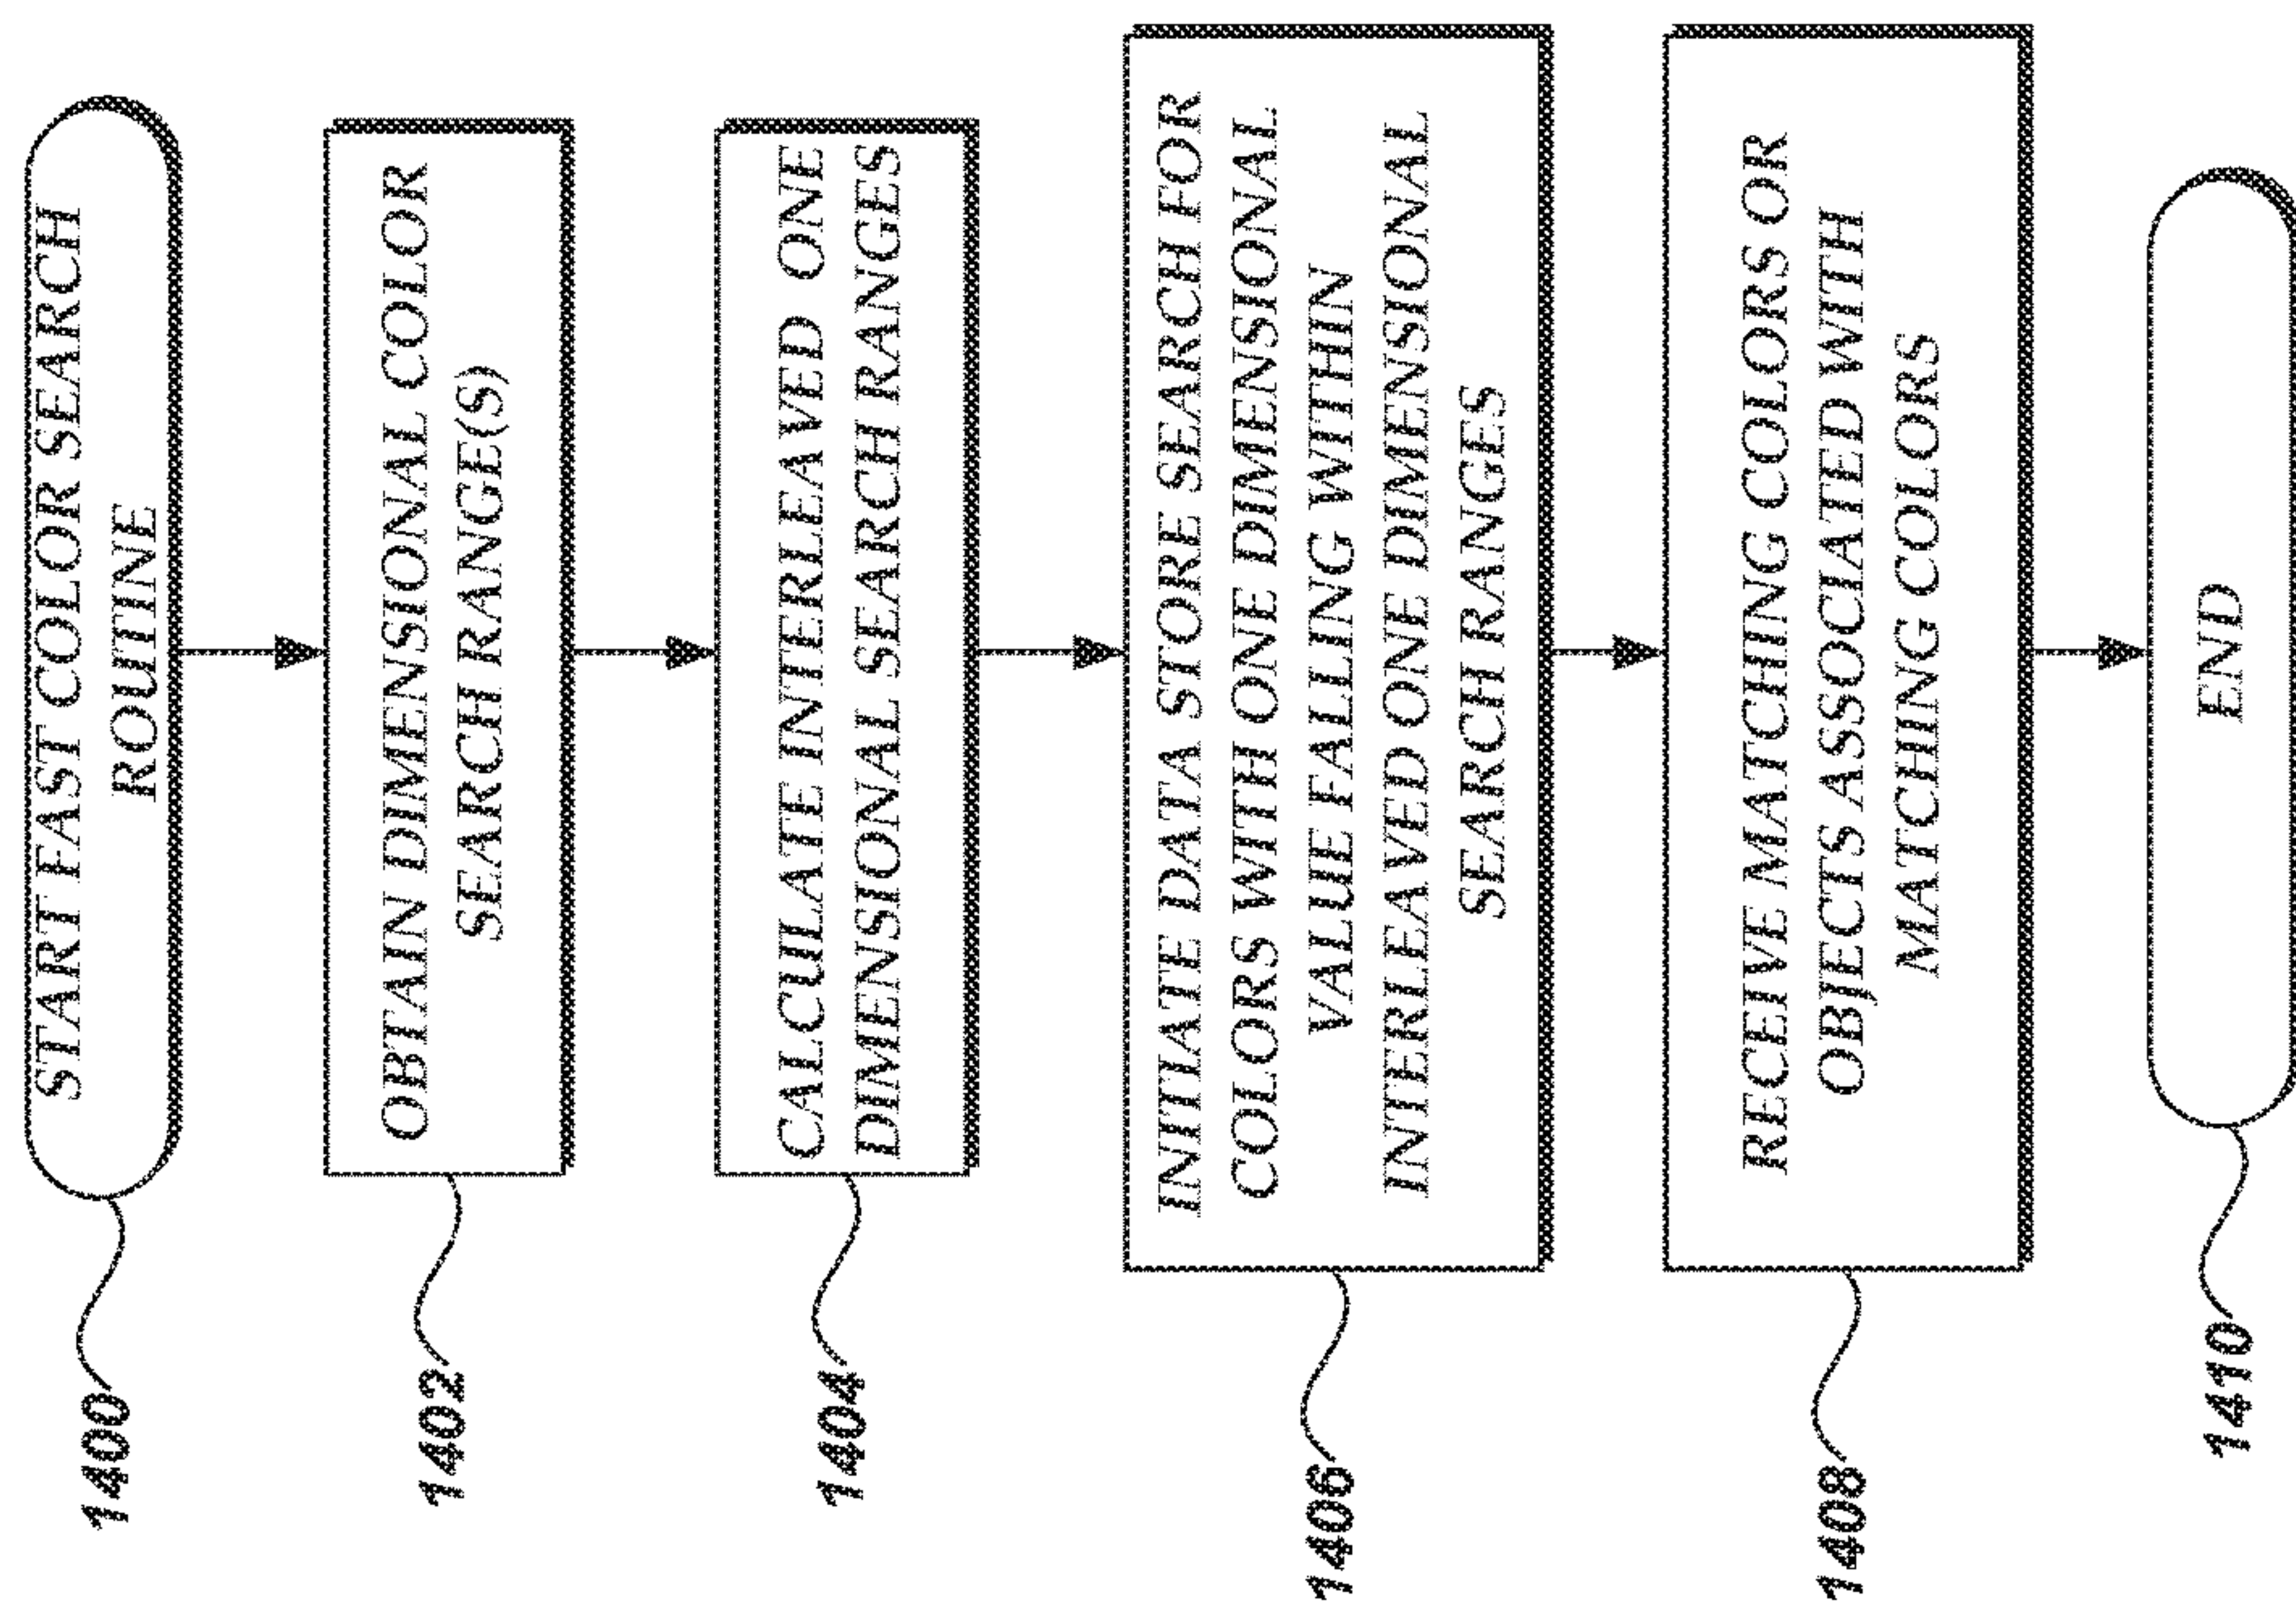 START FAST COLOR SEARCH
ROUTINE
1400
OBTAIN DIMENSIONAL COLOR
SEARCH RANGE(S)
1402
CALCULATE INTERLEAVED ONE
DIMENSIONAL SEARCH RANGES
1404
INITIATE DATA STORE SEARCH FOR
COLORS WITH ONE DIMENSIONAL
VALUE FALLING WITHIN
INTERLEAVED ONE DIMENSIONAL
SEARCH RANGES
1406
RECEIVE MATCHING COLORS OR
OBJECTS ASSOCIATED WITH
MATCHING COLORS
1408
END
1410